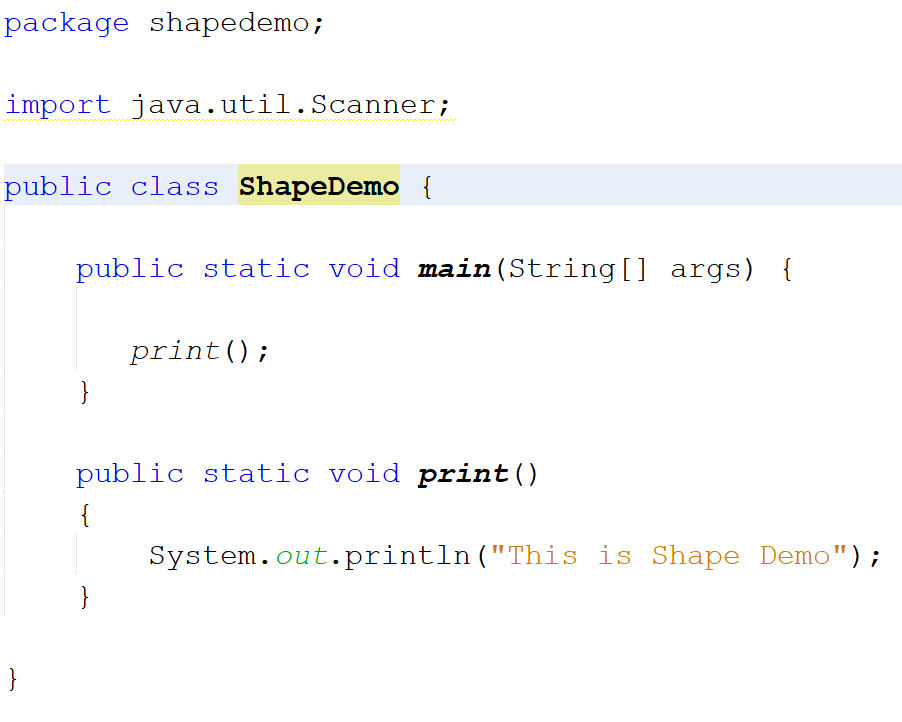 package shapedemo;
import java.util.Scanner;
public class ShapeDemo {
public static void main(String[] args) {
print();
}
public static void print()
{
System.out.println("This is Shape Demo");
}
}